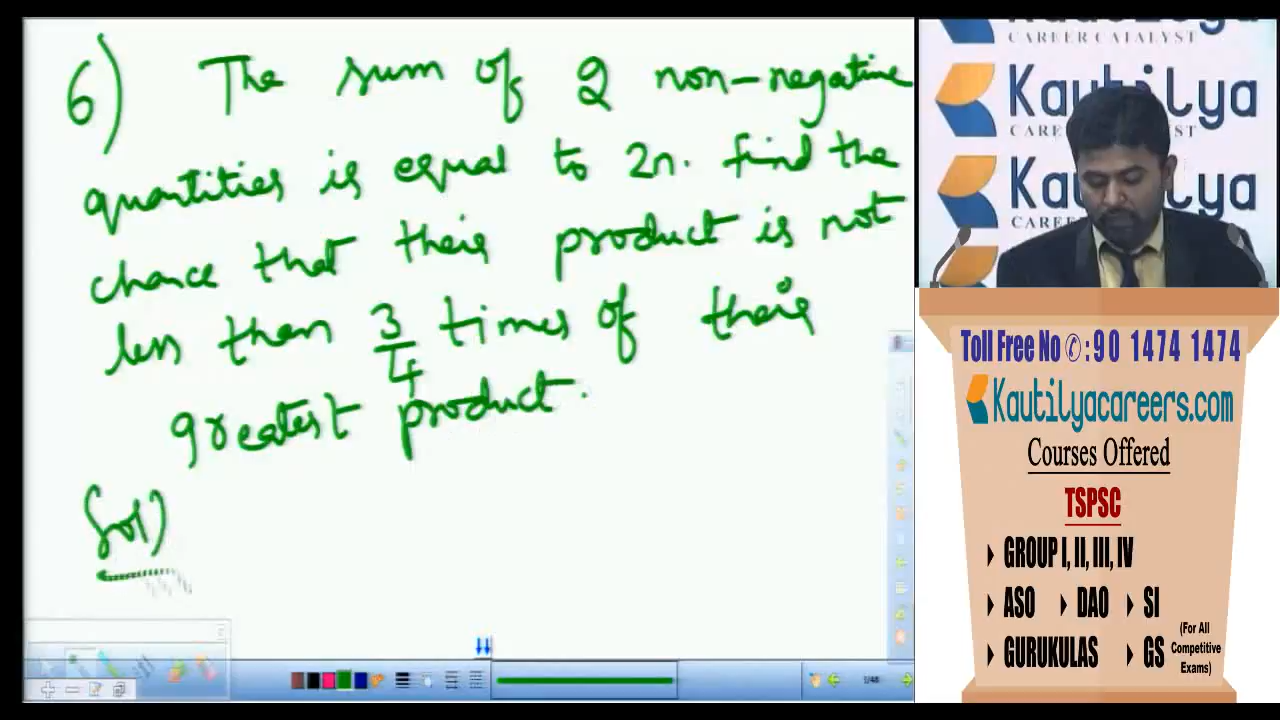 6) The sum of 2 non-negative
quantities is equal to 2n. find the
chance that their product is not
less than 3/4 times of their
greatest product.
Sol)
1/48
CAREER CATALYST
Kautilya
Kautilya
Toll Free No : 90 1474 1474
Kautilyacareers.com
Courses Offered
TSPSC
GROUP I, II, III, IV
ASO DAO SI
GURUKULAS GS
(For All
Competitive
Exams)